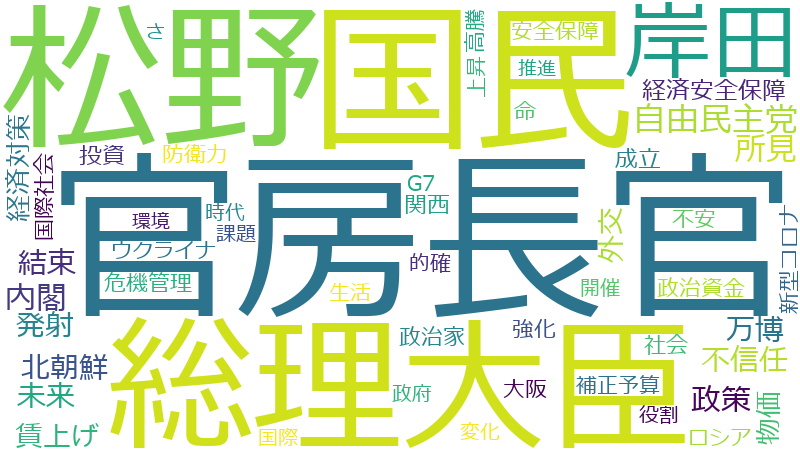 松野
国民
岸田
さ
上昇
高騰
安全保障
推進
命
経済安全保障
自由民主党
所見
経済対策
国際社会
投資
防衛力
官房長官
G7
関西
成立
時代
環境
課題
ウクライナ
的確
外交
不安
新型コロナ
結束
危機管理
生活
開催
政治資金
内閣
発射
総理大臣
政治家
強化
社会
万博
北朝鮮
不信任
未来
政府
大阪
補正予算
役割
政策
物価
賃上げ
国際
変化
ロシア